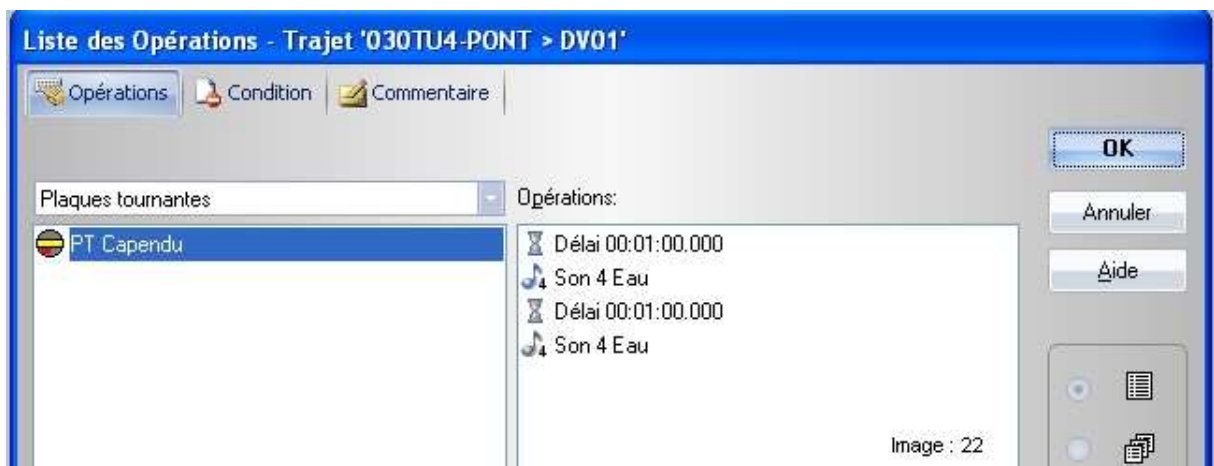 Liste des Opérations - Trajet '030TU4-PONT > DV01'
Opérations Condition Commentaire
OK
Plaques tournantes
Opérations:
Annuler
PT Capendu
Délai 00:01:00.000
Son 4 Eau
Délai 00:01:00.000
Son 4 Eau
Aide
Image : 22